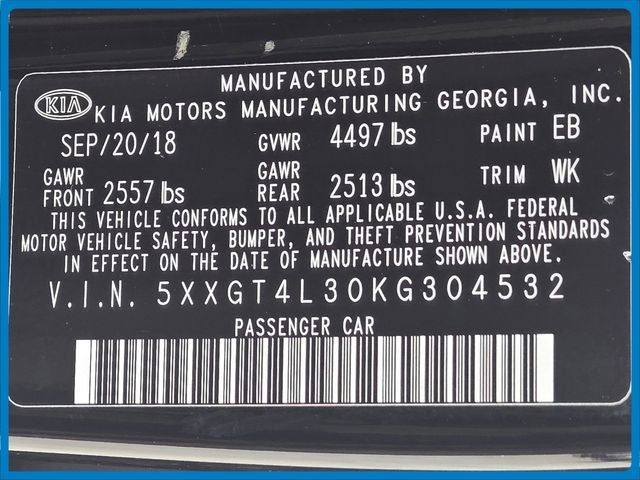 MANUFACTURED BY
KIA KIA MOTORS MANUFACTURING GEORGIA, INC.
SEP/20/18 GVWR 4497 lbs PAINT EB
GAWR FRONT 2557 lbs GAWR REAR 2513 lbs TRIM WK
THIS VEHICLE CONFORMS TO ALL APPLICABLE U.S.A. FEDERAL
MOTOR VEHICLE SAFETY, BUMPER, AND THEFT PREVENTION STANDARDS
IN EFFECT ON THE DATE OF MANUFACTURE SHOWN ABOVE.
V.I.N. 5XXGT4L30KG304532
PASSENGER CAR